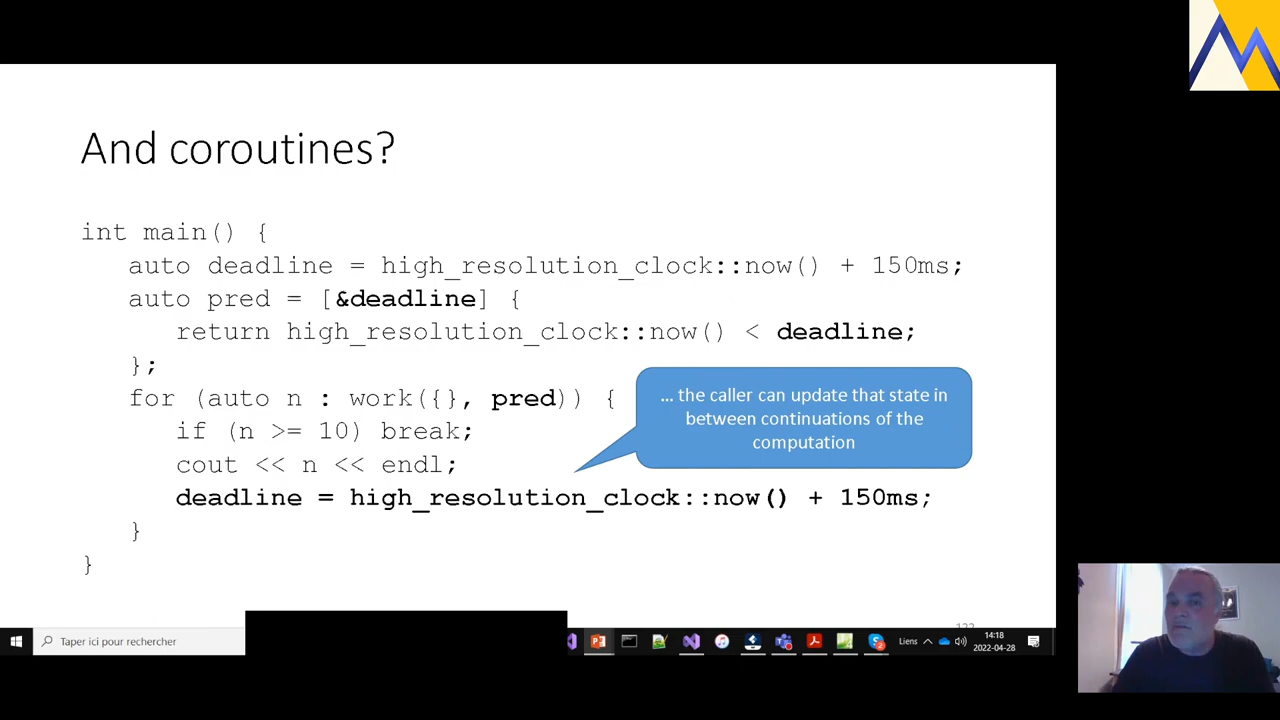 And coroutines?
int main() {
auto deadline = high_resolution_clock::now() + 150ms;
auto pred = [&deadline] {
return high_resolution_clock::now() < deadline;
};
for (auto n : work({}, pred)) {
if (n >= 10) break;
cout << n << endl;
deadline = high_resolution_clock::now() + 150ms;
}
}
… the caller can update that state in
between continuations of the
computation
Taper ici pour rechercher
Liens
14:18
2022-04-28